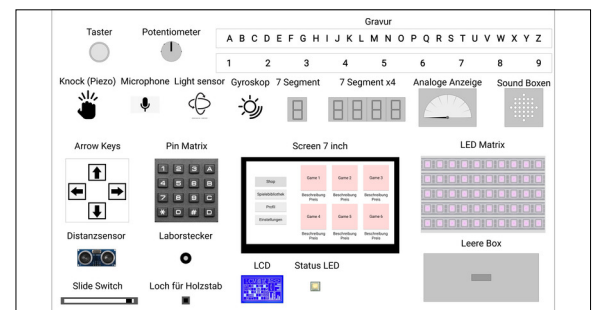 Gravur
Taster
Potentiometer
A B C D E F G H I J K L M N O P Q R S T U V W X Y Z
1 2 3 4 5 6 7 8 9
Knock (Piezo) Microphone Light sensor Gyroskop 7 Segment 7 Segment x4 Analoge Anzeige Sound Boxen
Arrow Keys
Pin Matrix
Screen 7 inch
LED Matrix
1 2 3 A
4 5 6 B
7 8 9 C
* 0 # D
Shop
Spielebibliothek
Profil
Einstellungen
Game 1 Game 2 Game 3
Beschreibung Beschreibung Beschreibung
Preis Preis Preis
Game 4 Game 5 Game 6
Beschreibung Beschreibung Beschreibung
Preis Preis Preis
Distanzsensor
Laborstecker
Leere Box
LCD
Status LED
Slide Switch
Loch für Holzstab